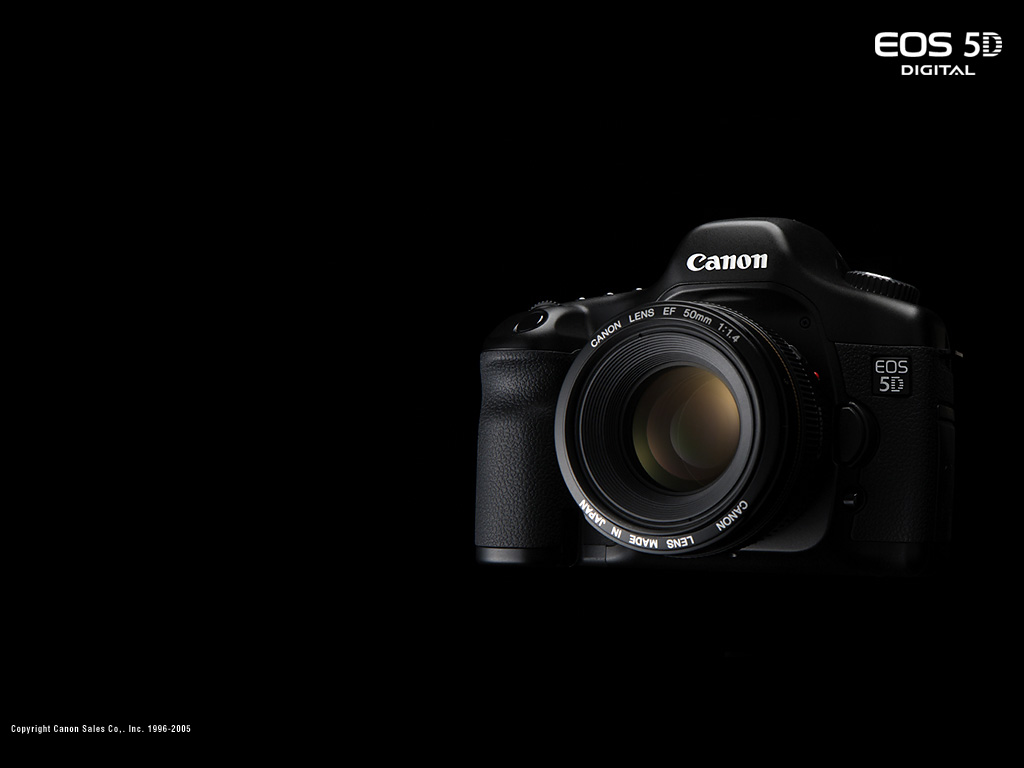 EOS 5D
DIGITAL
Canon
CANON LENS EF 50mm 1:1.4
EOS
5D
CANON LENS MADE IN JAPAN
Copyright Canon Sales Co,. Inc. 1996-2005